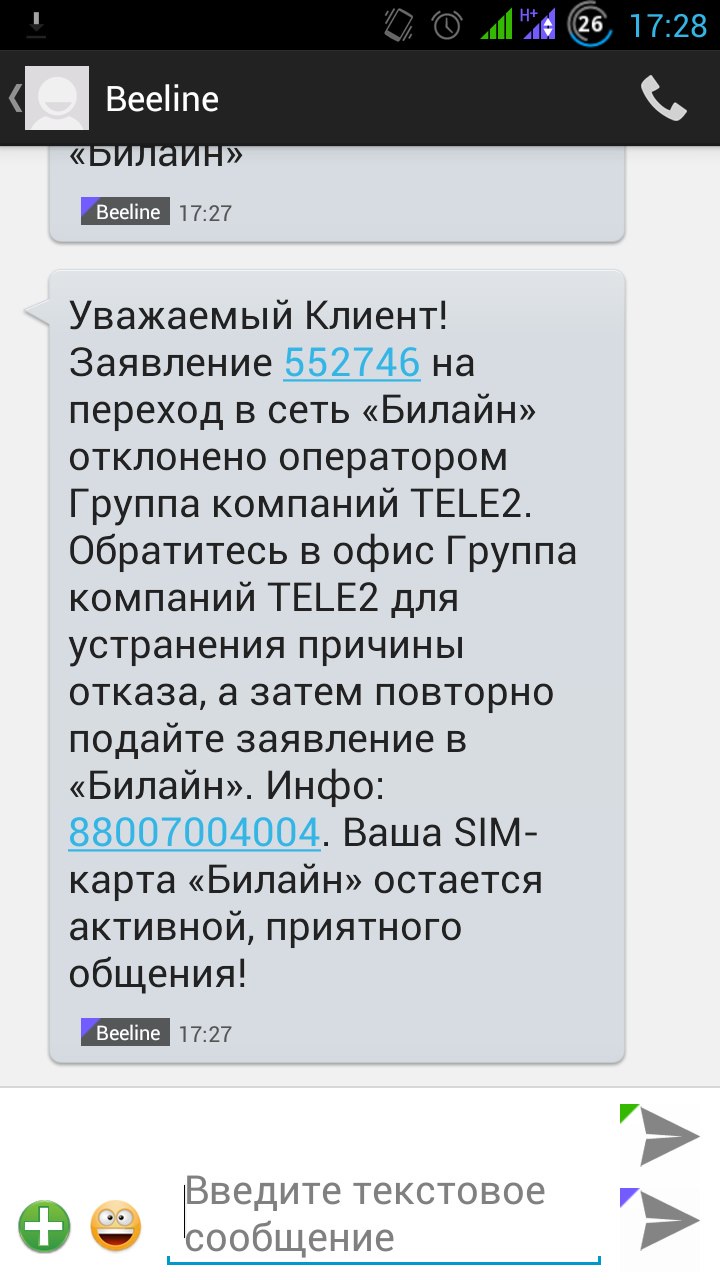 H+
26
17:28
Beeline
«Билайн»
Beeline 17:27
Уважаемый Клиент!
Заявление 552746 на
переход в сеть «Билайн»
отклонено оператором
Группа компаний TELE2.
Обратитесь в офис Группа
компаний TELE2 для
устранения причины
отказа, а затем повторно
подайте заявление в
«Билайн». Инфо:
88007004004. Ваша SIM-
карта «Билайн» остается
активной, приятного
общения!
Beeline 17:27
Введите текстовое
сообщение